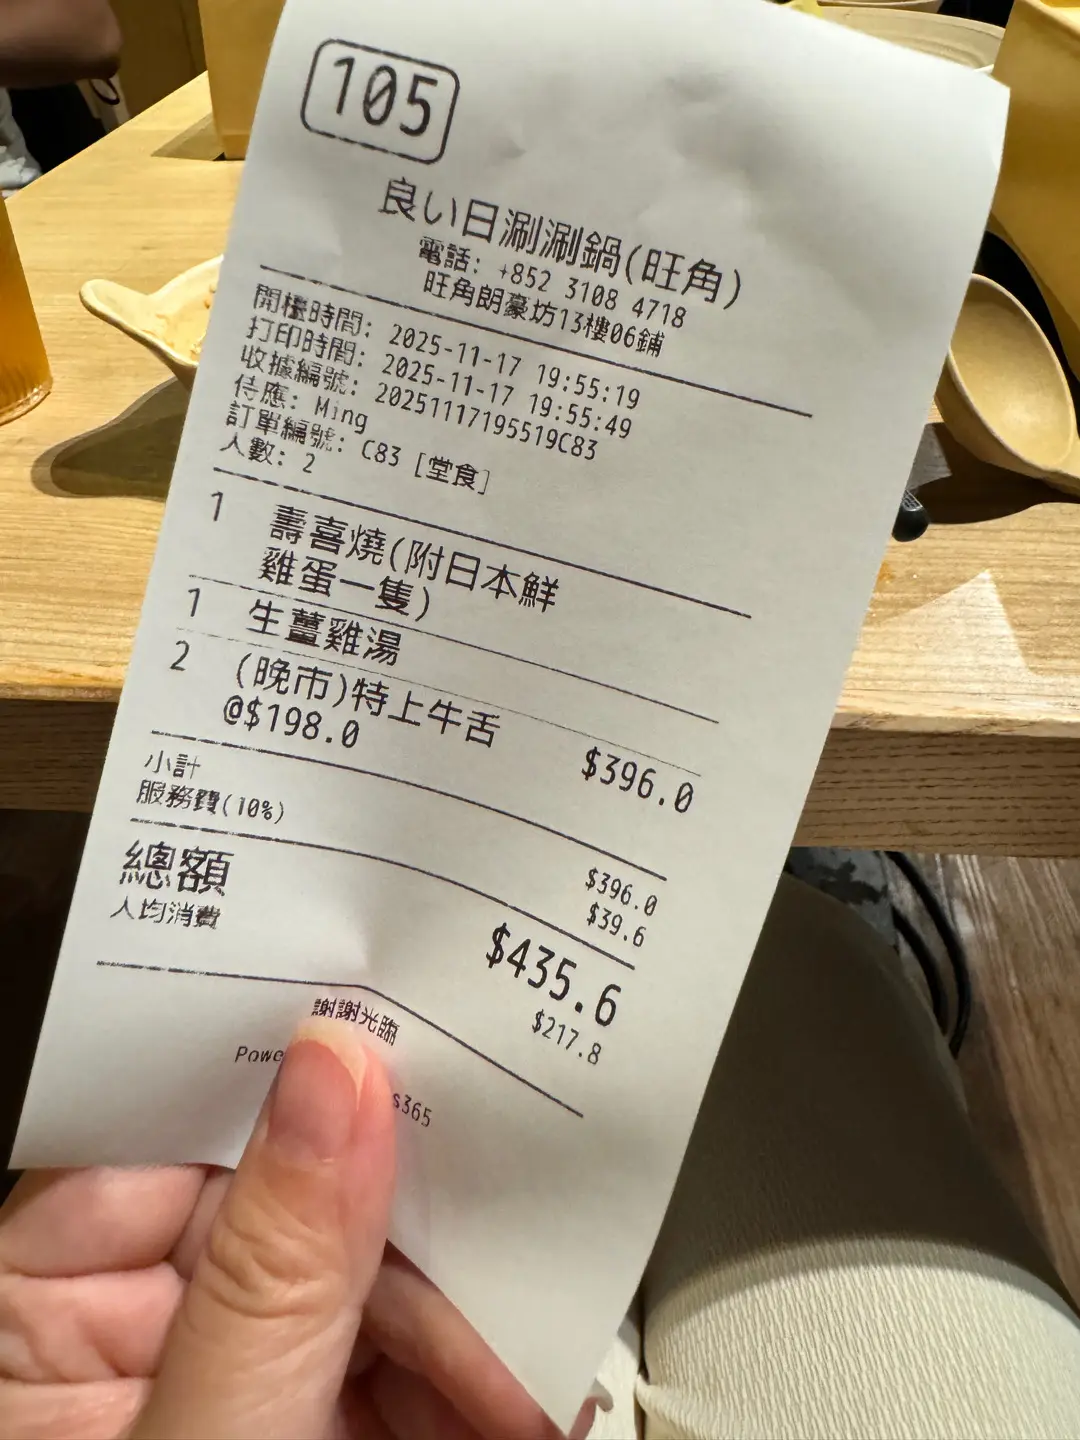 105
良い日涮涮鍋(旺角)
電話: +852 3108 4718
旺角朗豪坊13樓06鋪
開檯時間: 2025-11-17 19:55:19
打印時間: 2025-11-17 19:55:49
收據編號: 20251117195519C83
侍應: Ming
訂單編號: C83 [堂食]
人數: 2
1 壽喜燒(附日本鮮
雞蛋一隻)
1 生薑雞湯
2 (晚市)特上牛舌 $396.0
@$198.0
小計 $396.0
服務費(10%) $39.6
總額 $435.6
人均消費 $217.8
謝謝光臨